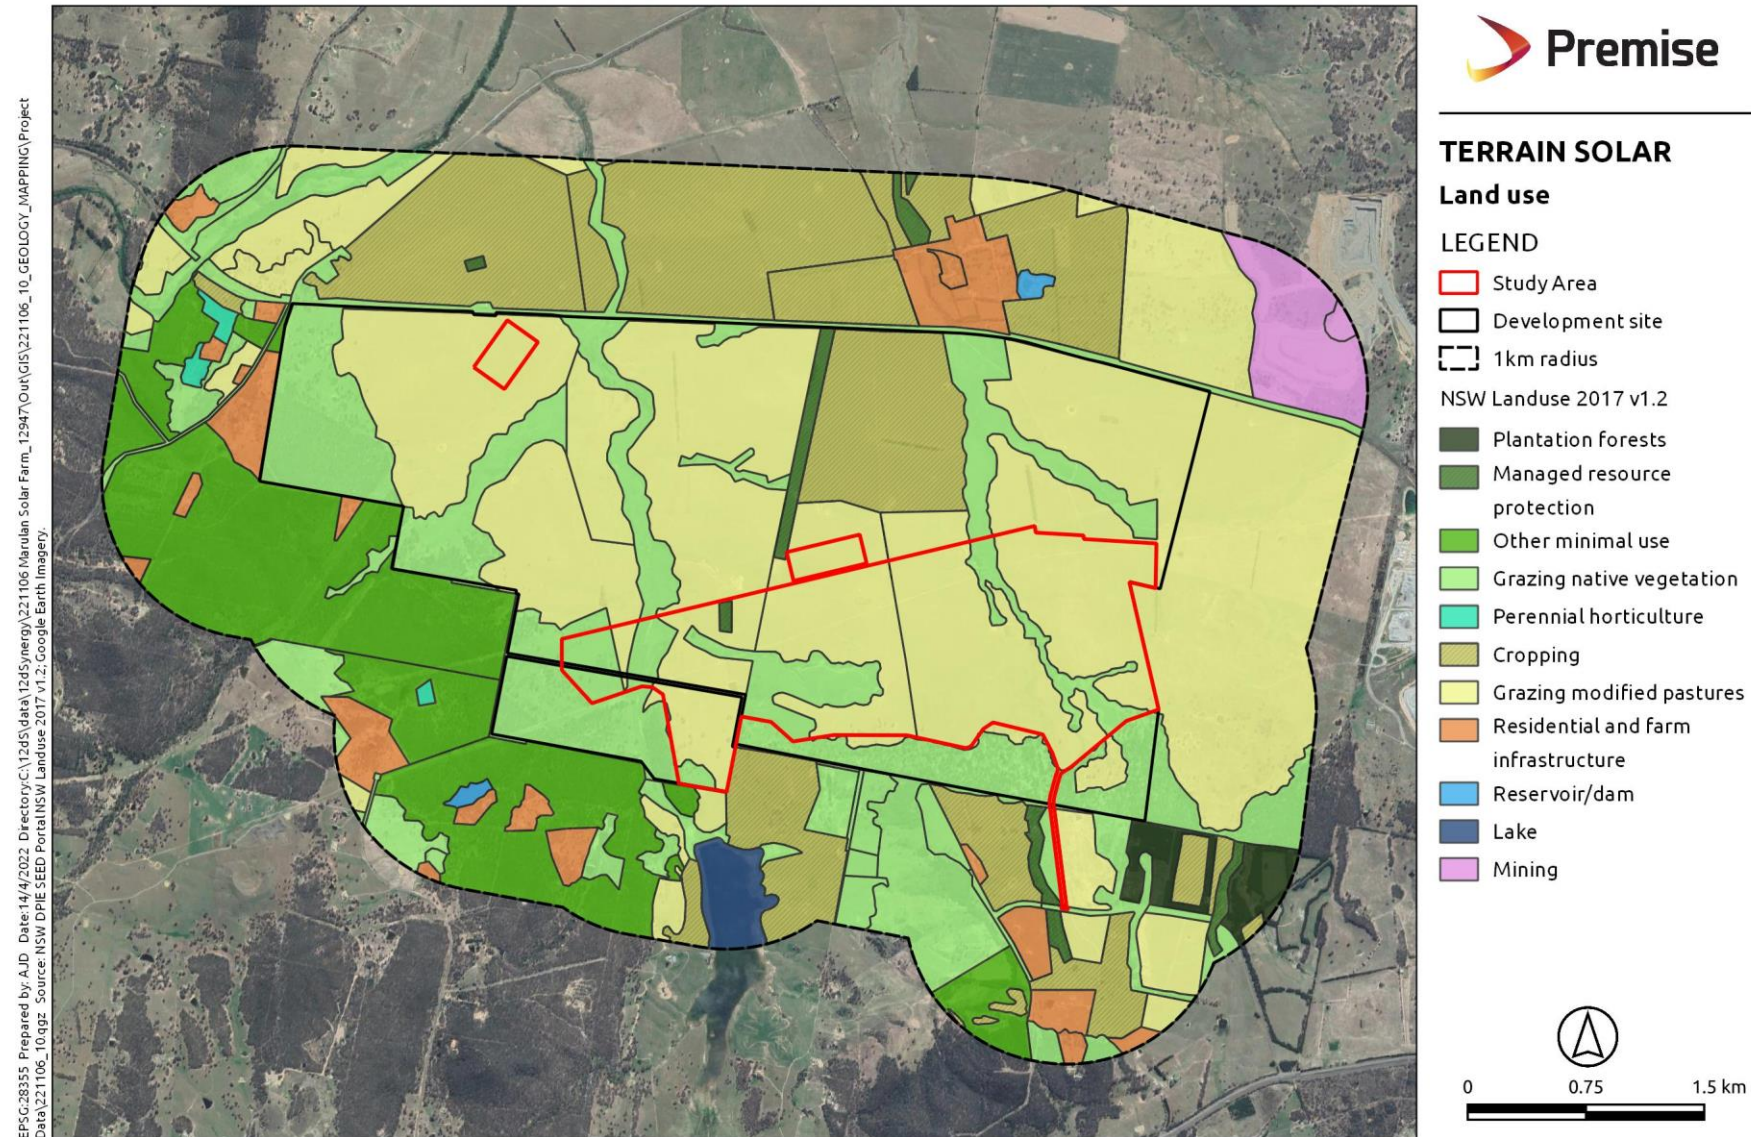 Premise
TERRAIN SOLAR
Land use
LEGEND
Study Area
Development site
1km radius
NSW Landuse 2017 v1.2
Plantation forests
Managed resource
protection
Other minimal use
Grazing native vegetation
Perennial horticulture
Cropping
Grazing modified pastures
Residential and farm
infrastructure
Reservoir/dam
Lake
Mining
0 0.75 1.5 km
EPSG:28355 Prepared by: AJD Date:14/4/2022 Directory:C:\12dS\data\12dSynergy\221106 Marulan Solar Farm_12947\Out\GIS\221106_10_GEOLOGY_MAPPING\Project
Data\221106_10.qgz Source: NSW DPIE SEED Portal NSW Landuse 2017 v1.2; Google Earth Imagery.